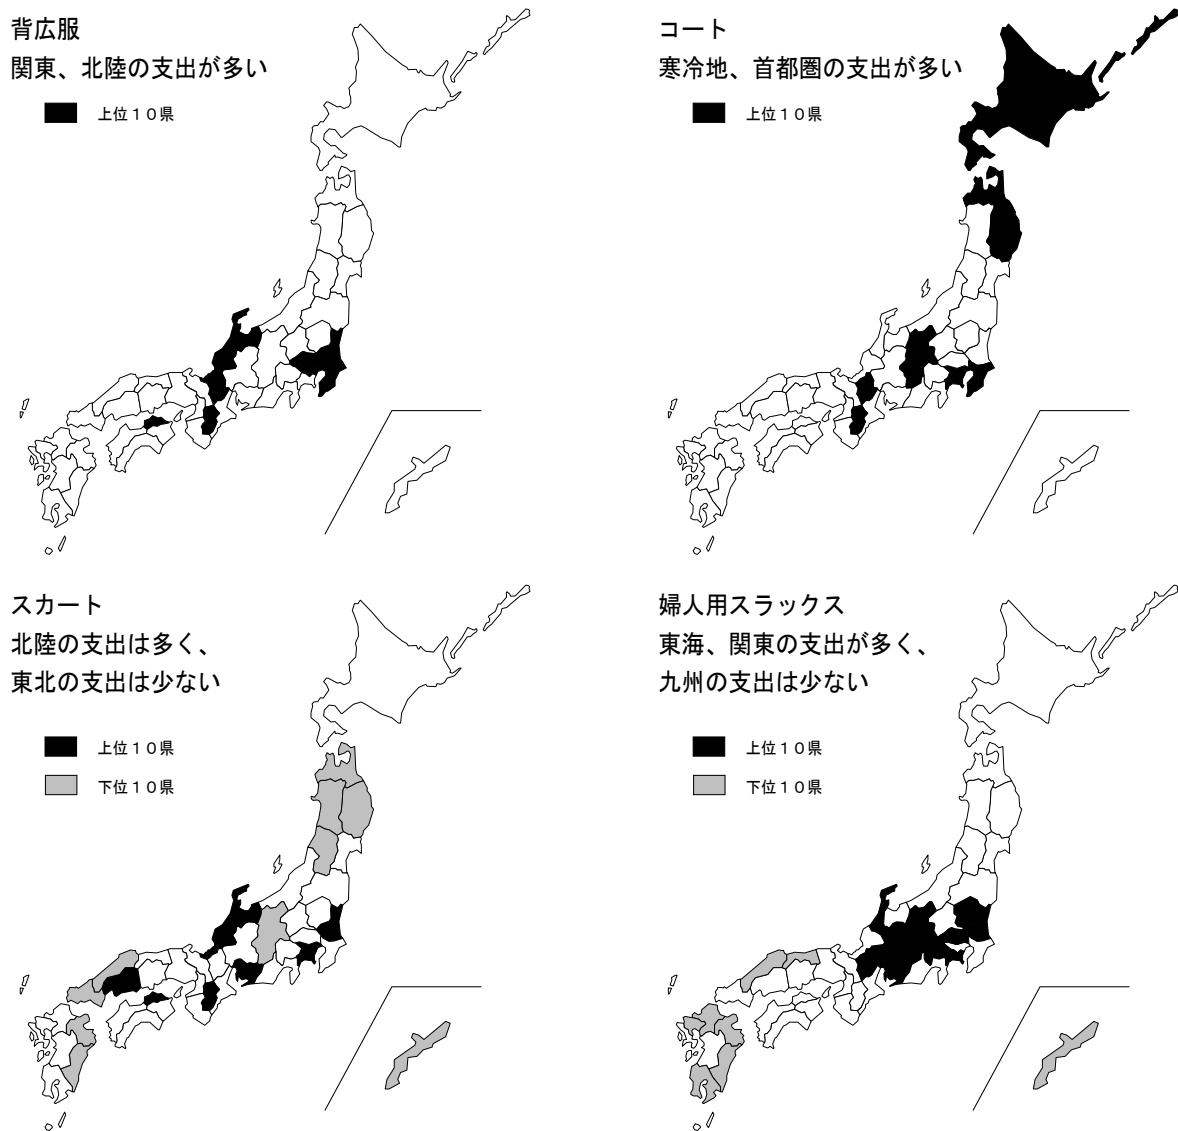 背広服
関東、北陸の支出が多い
上位１０県
コート
寒冷地、首都圏の支出が多い
上位１０県
スカート
北陸の支出は多く、
東北の支出は少ない
上位１０県
下位１０県
婦人用スラックス
東海、関東の支出が多く、
九州の支出は少ない
上位１０県
下位１０県